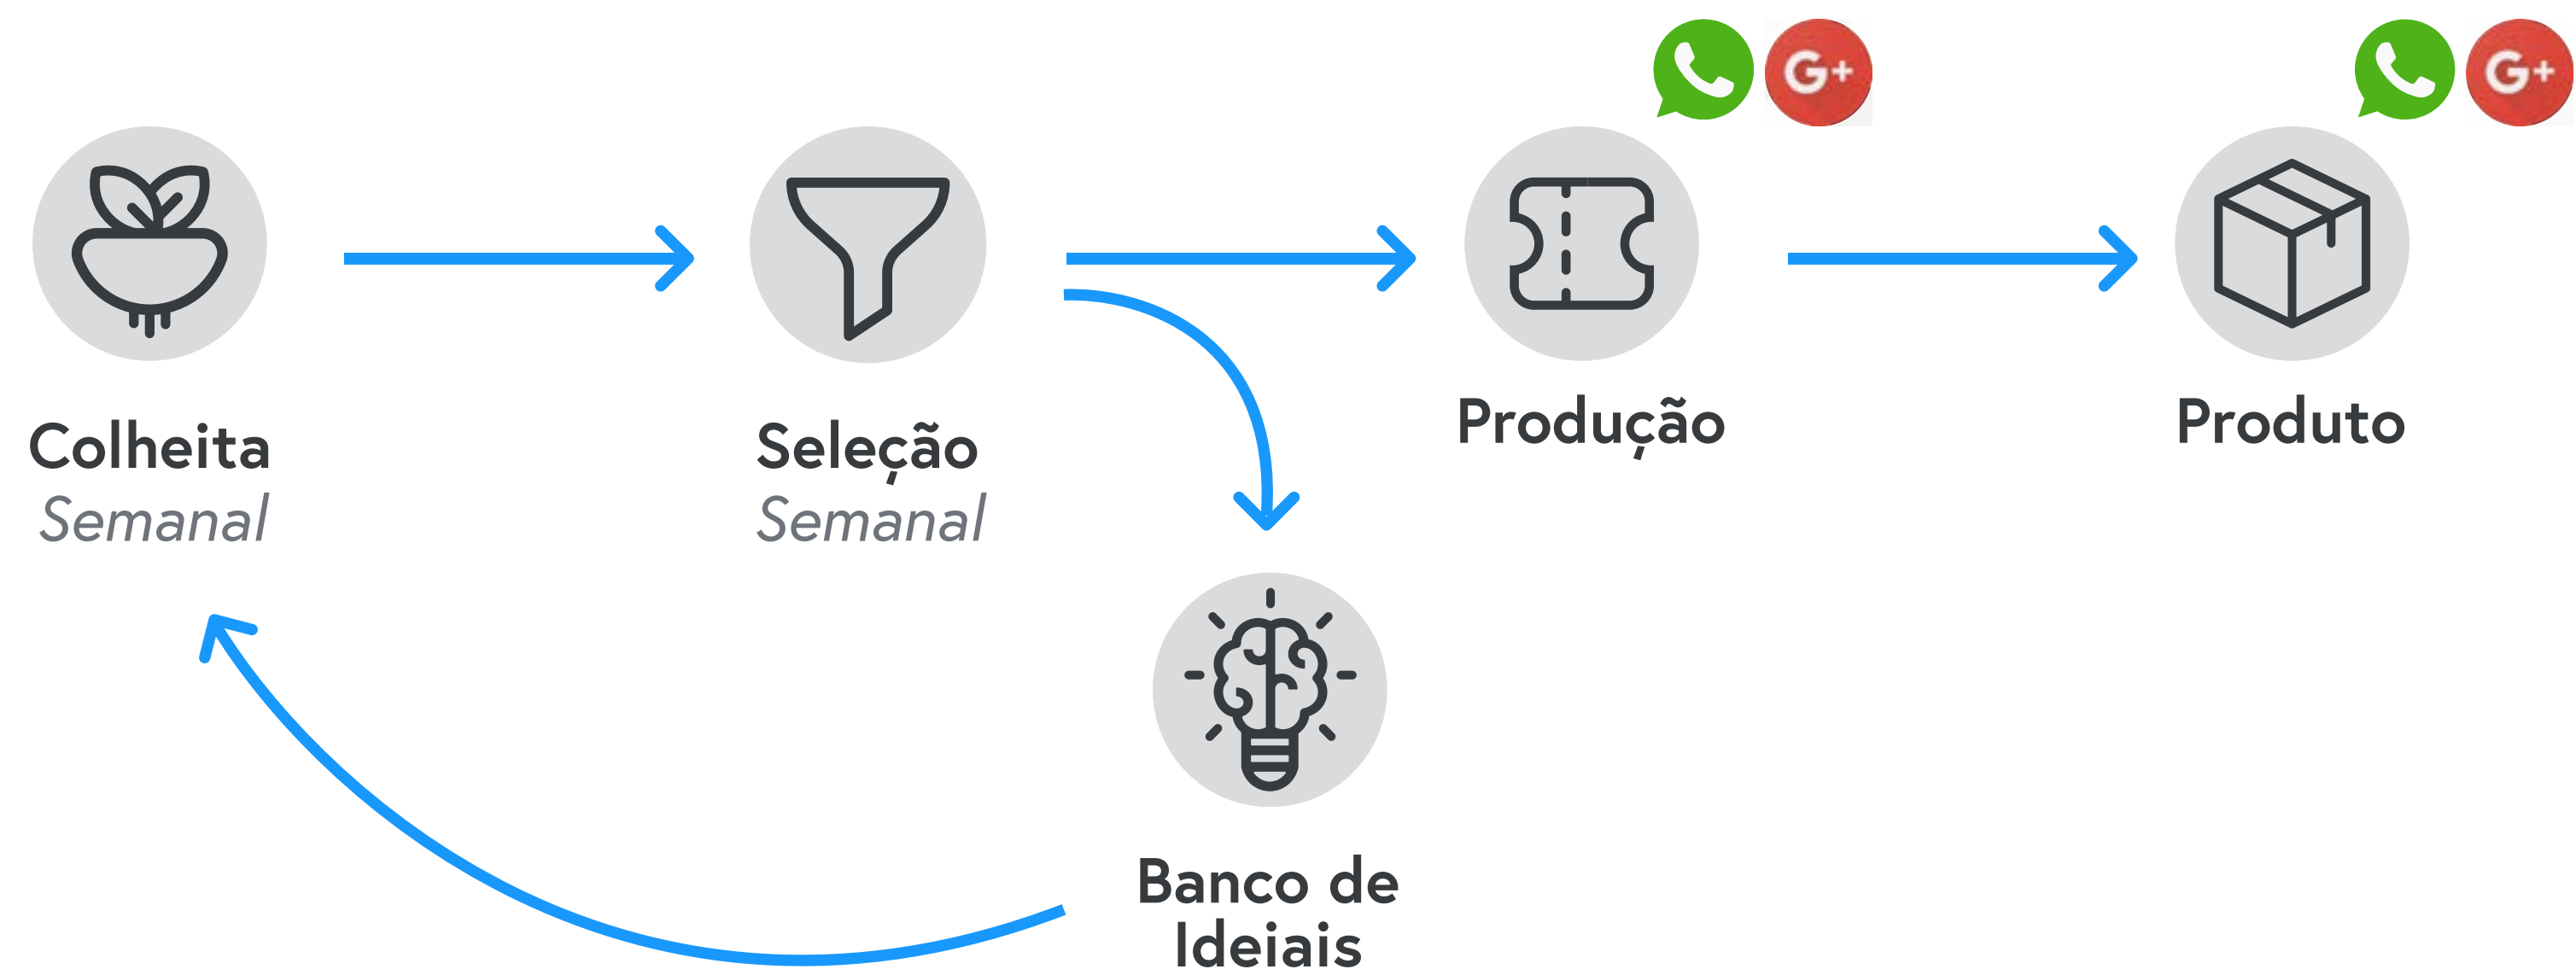 G+
G+
Colheita
Semanal
Seleção
Semanal
Produção
Produto
Banco de
Ideiais